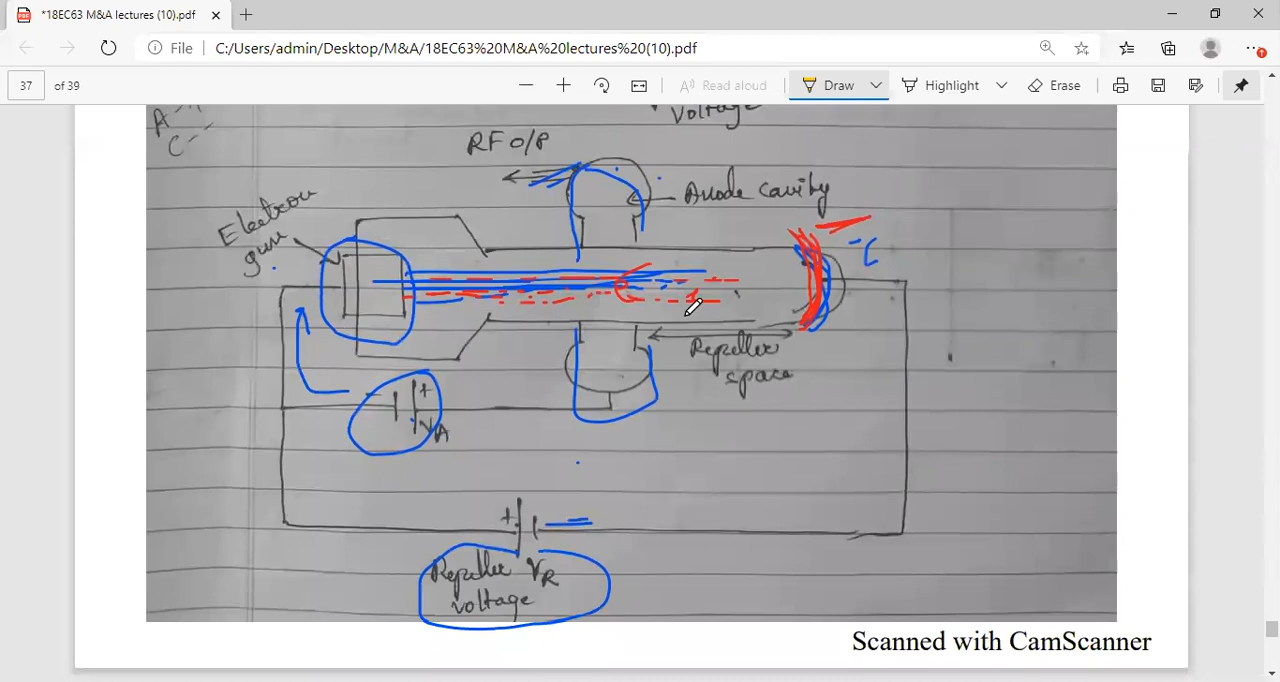 *18EC63 M&A lectures (10).pdf
File
C:/Users/admin/Desktop/M&A/18EC63%20M&A%20lectures%20(10).pdf
37 of 39
Read aloud
Draw
Highlight
Erase
Voltage
RF O/P
Anode cavity
Electron
gun
Repeller
space
- +
VA
+
Repeller VR
voltage
Scanned with CamScanner